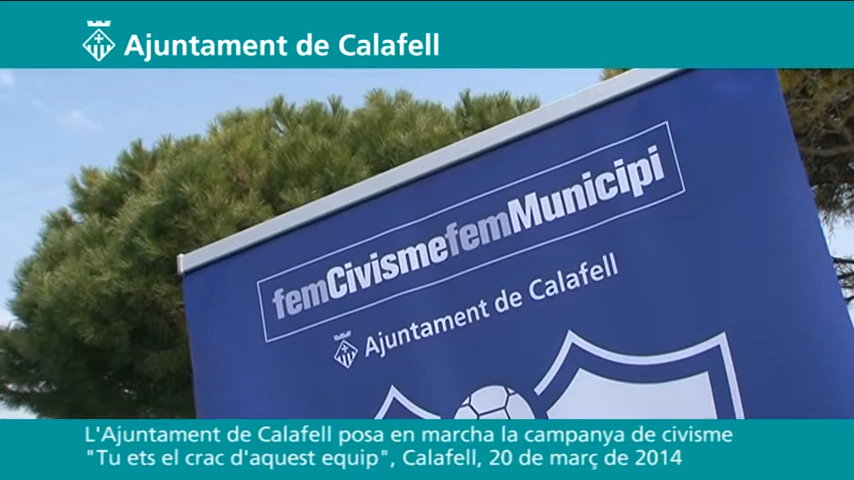 Ajuntament de Calafell
femCivismefemMunicipi
Ajuntament de Calafell
L'Ajuntament de Calafell posa en marcha la campanya de civisme
"Tu ets el crac d'aquest equip", Calafell, 20 de març de 2014